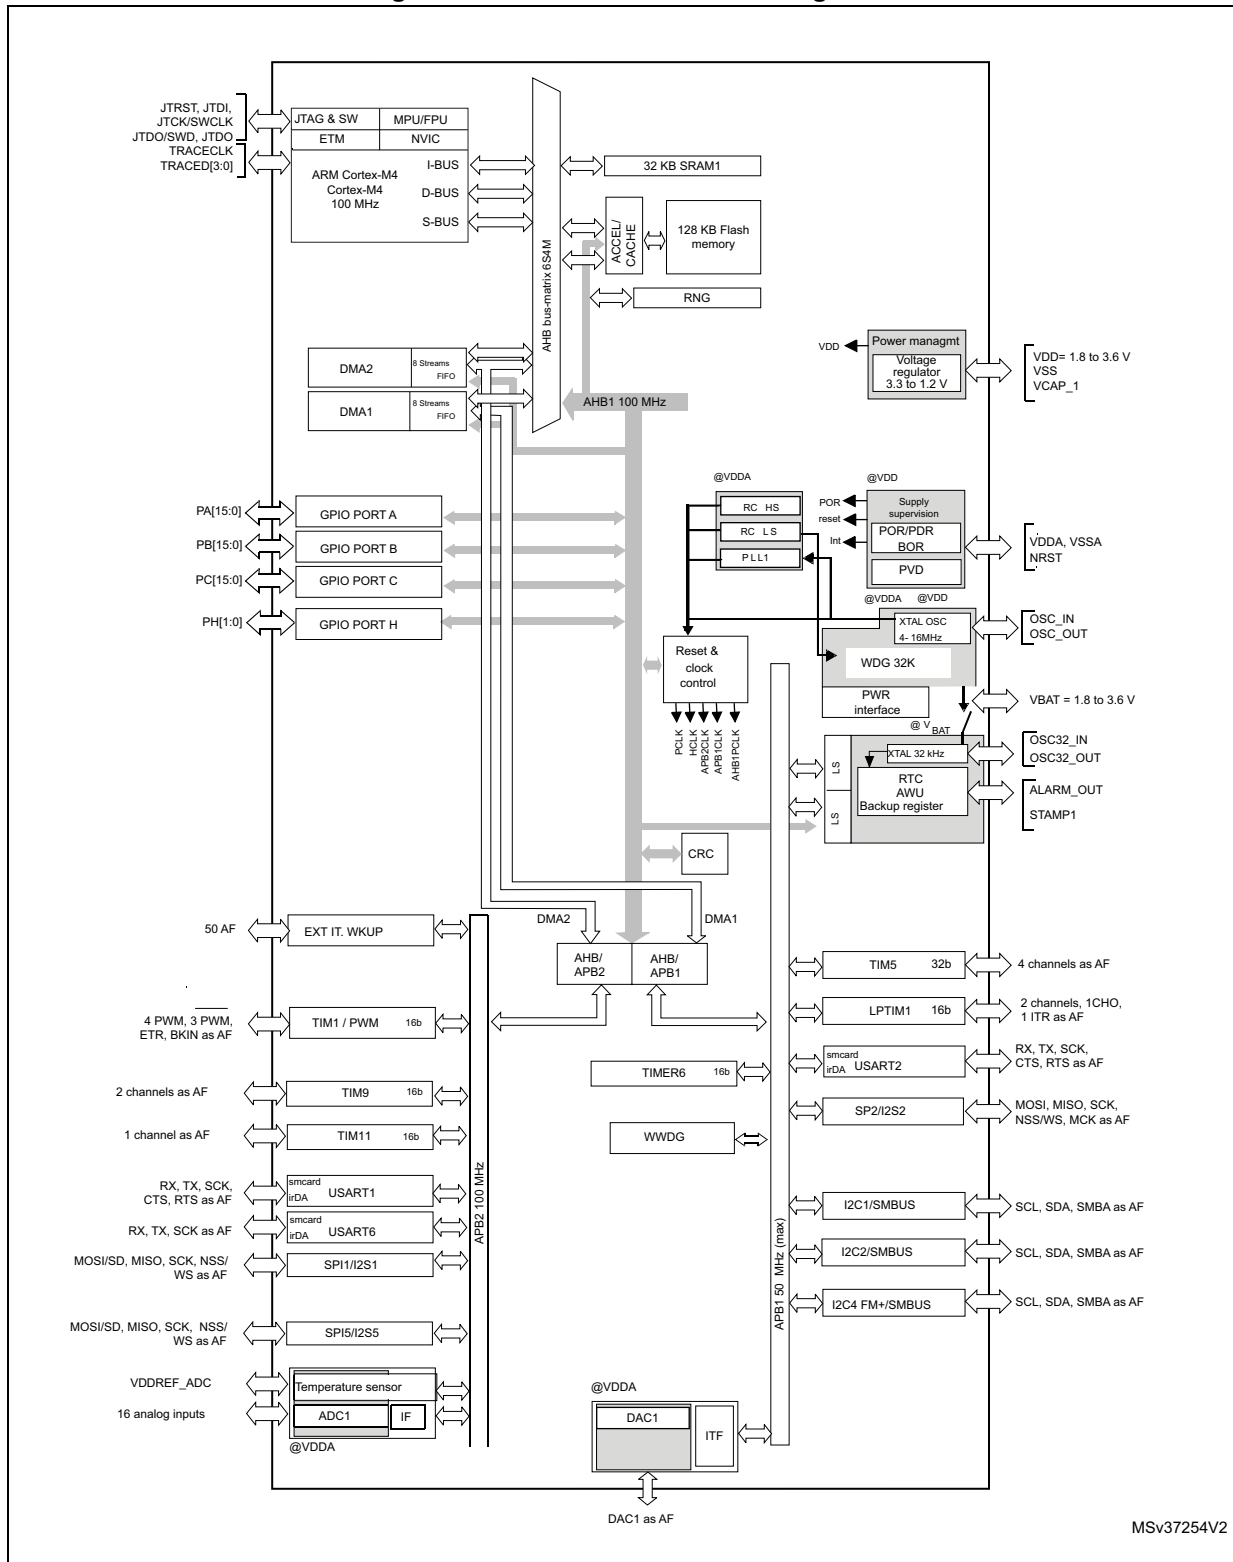 JTRST, JTDI,
JTCK/SWCLK
JTDO/SWD, JTDO
TRACECLK
TRACED[3:0]
JTAG & SW
MPU/FPU
ETM
NVIC
ARM Cortex-M4
Cortex-M4
100 MHz
I-BUS
D-BUS
S-BUS
AHB bus-matrix 6S4M
32 KB SRAM1
ACCEL/
CACHE
128 KB Flash
memory
RNG
DMA2
8 Streams
FIFO
DMA1
8 Streams
FIFO
AHB1 100 MHz
VDD
Power managmt
Voltage
regulator
3.3 to 1.2 V
VDD= 1.8 to 3.6 V
VSS
VCAP_1
@VDDA
RC HS
RC LS
PLL1
@VDD
POR
reset
Int
Supply
supervision
POR/PDR
BOR
PVD
VDDA, VSSA
NRST
PA[15:0]
GPIO PORT A
PB[15:0]
GPIO PORT B
PC[15:0]
GPIO PORT C
PH[1:0]
GPIO PORT H
@VDDA
@VDD
XTAL OSC
4- 16MHz
WDG 32K
OSC_IN
OSC_OUT
Reset &
clock
control
PCLK
HCLK
APB2CLK
APB1CLK
AHB1PCLK
PWR
interface
VBAT = 1.8 to 3.6 V
@ VBAT
LS
LS
XTAL 32 kHz
RTC
AWU
Backup register
OSC32_IN
OSC32_OUT
ALARM_OUT
STAMP1
CRC
DMA2
DMA1
AHB/
APB2
AHB/
APB1
50 AF
EXT IT. WKUP
4 PWM, 3 PWM,
ETR, BKIN as AF
TIM1 / PWM 16b
2 channels as AF
TIM9 16b
1 channel as AF
TIM11 16b
RX, TX, SCK,
CTS, RTS as AF
smcard
irDA
USART1
RX, TX, SCK as AF
smcard
irDA
USART6
MOSI/SD, MISO, SCK, NSS/
WS as AF
SPI1/I2S1
MOSI/SD, MISO, SCK, NSS/
WS as AF
SPI5/I2S5
VDDREF_ADC
Temperature sensor
16 analog inputs
ADC1
IF
@VDDA
APB2 100 MHz
TIMER6 16b
WWDG
APB1 50 MHz (max)
TIM5 32b
4 channels as AF
LPTIM1 16b
2 channels, 1CHO,
1 ITR as AF
smcard
irDA
USART2
RX, TX, SCK,
CTS, RTS as AF
SP2/I2S2
MOSI, MISO, SCK,
NSS/WS, MCK as AF
I2C1/SMBUS
SCL, SDA, SMBA as AF
I2C2/SMBUS
SCL, SDA, SMBA as AF
I2C4 FM+/SMBUS
SCL, SDA, SMBA as AF
@VDDA
DAC1
ITF
DAC1 as AF
MSv37254V2